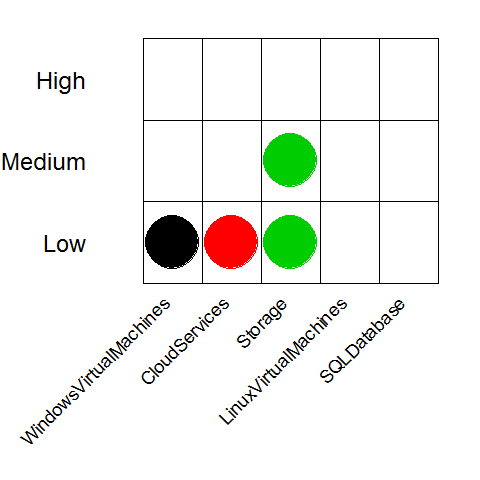 High
Medium
Low
WindowsVirtualMachines
CloudServices
Storage
LinuxVirtualMachines
SQLDatabase